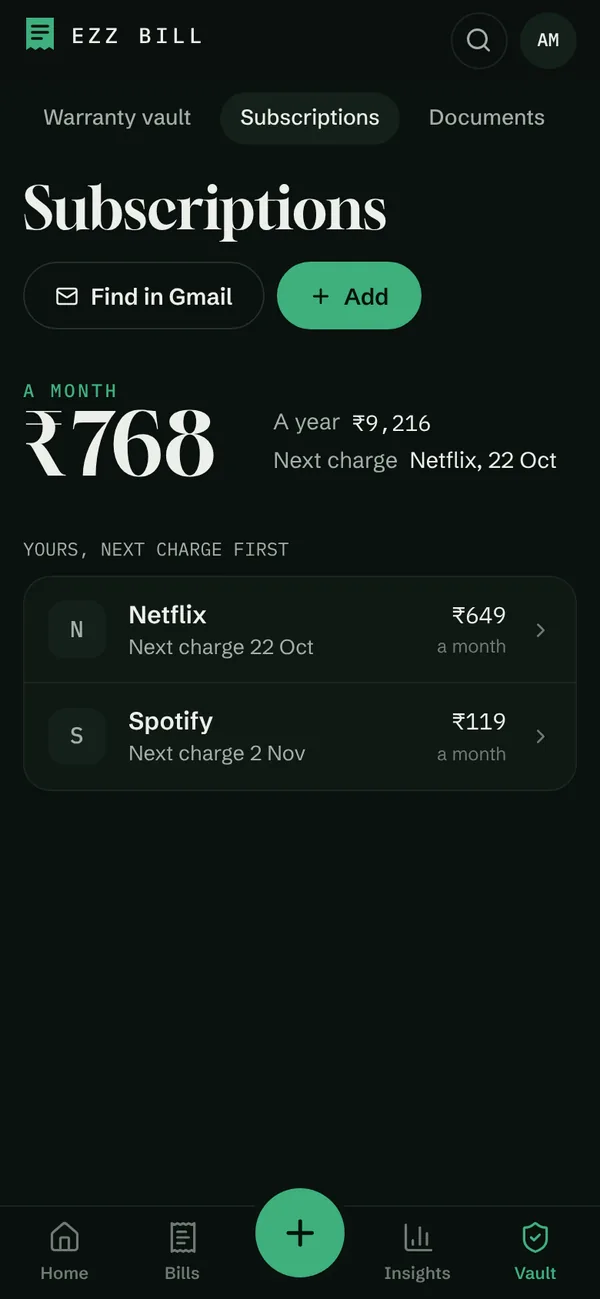 EZZ BILL
AM
Warranty vault
Subscriptions
Documents
Subscriptions
Find in Gmail
+ Add
A MONTH
₹768
A year ₹9,216
Next charge Netflix, 22 Oct
YOURS, NEXT CHARGE FIRST
N
Netflix
₹649
Next charge 22 Oct
a month
S
Spotify
₹119
Next charge 2 Nov
a month
Home
Bills
+
Insights
Vault